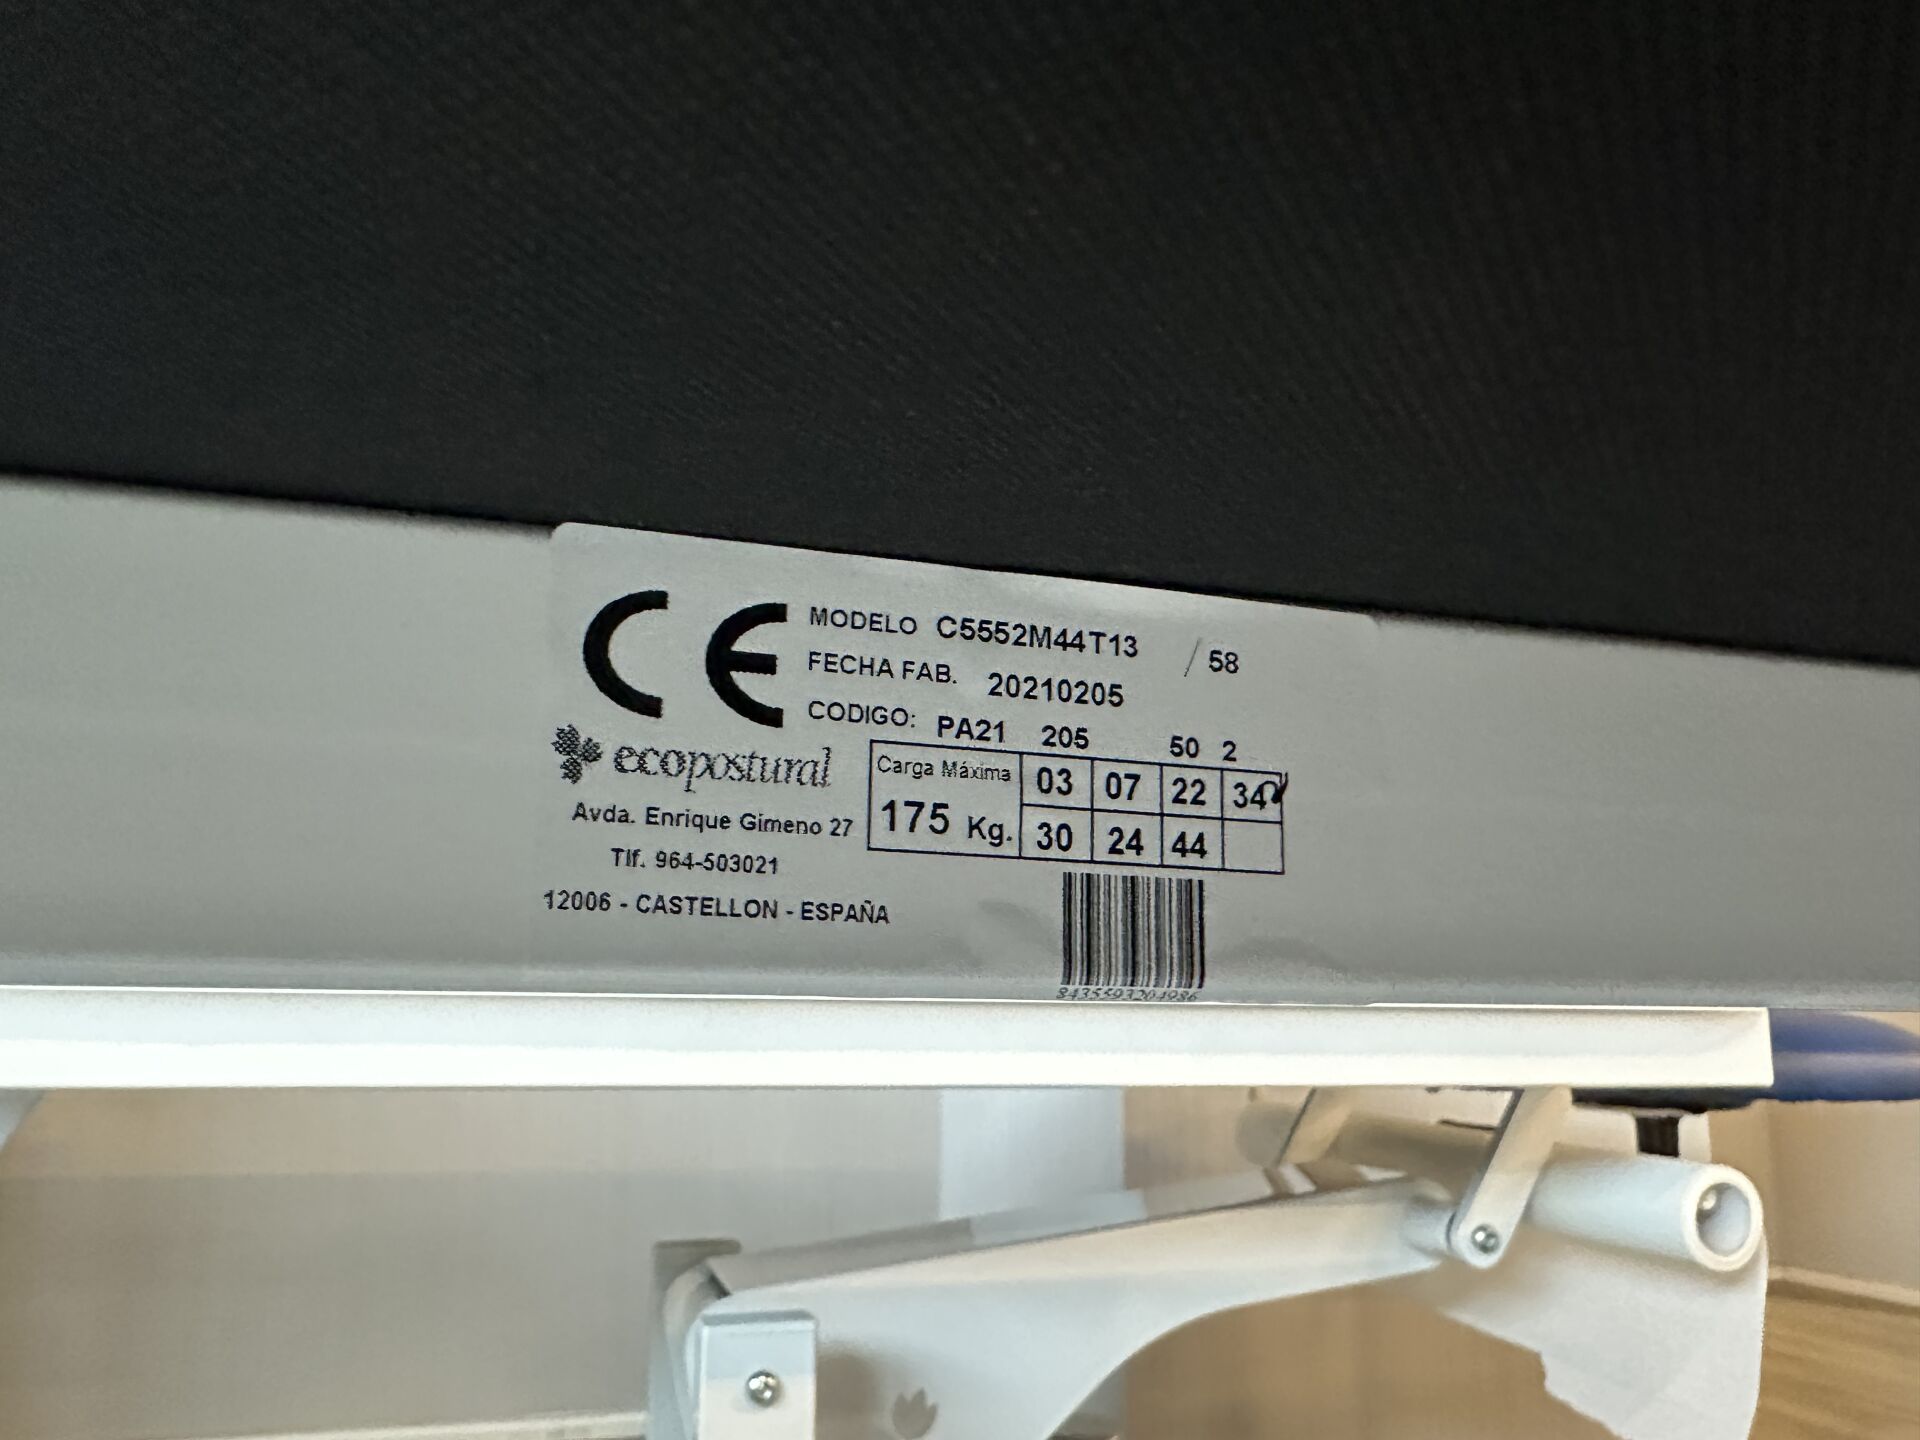 CE
MODELO C5552M44T13 / 58
FECHA FAB. 20210205
CODIGO: PA21 205 50 2
ecopostural
Avda. Enrique Gimeno 27
Tlf. 964-503021
12006 - CASTELLON - ESPAÑA
Carga Máxima
175 Kg.
03 07 22 34
30 24 44
8435593204986